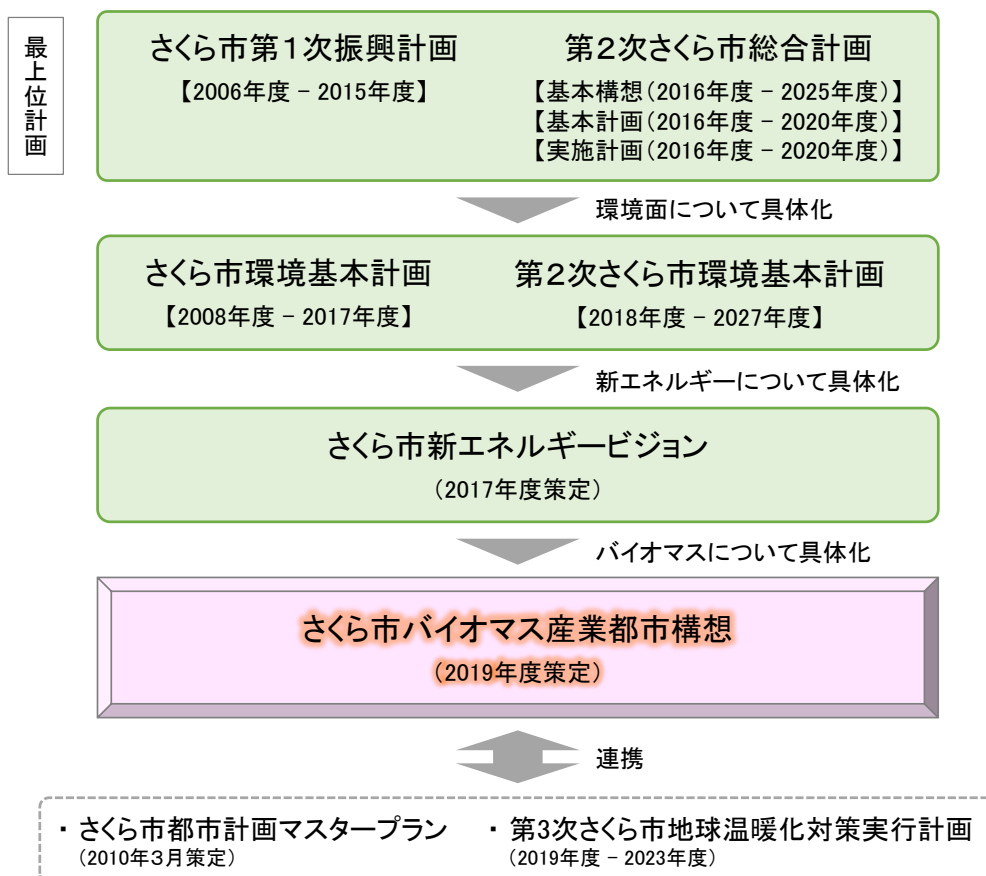 最上位計画
さくら市第１次振興計画
【2006年度 – 2015年度】
第２次さくら市総合計画
【基本構想（2016年度 – 2025年度）】
【基本計画（2016年度 – 2020年度）】
【実施計画（2016年度 – 2020年度）】
環境面について具体化
さくら市環境基本計画
【2008年度 – 2017年度】
第２次さくら市環境基本計画
【2018年度 – 2027年度】
新エネルギーについて具体化
さくら市新エネルギービジョン
（2017年度策定）
バイオマスについて具体化
さくら市バイオマス産業都市構想
（2019年度策定）
連携
・ さくら市都市計画マスタープラン
（2010年３月策定）
・ 第3次さくら市地球温暖化対策実行計画
（2019年度 – 2023年度）